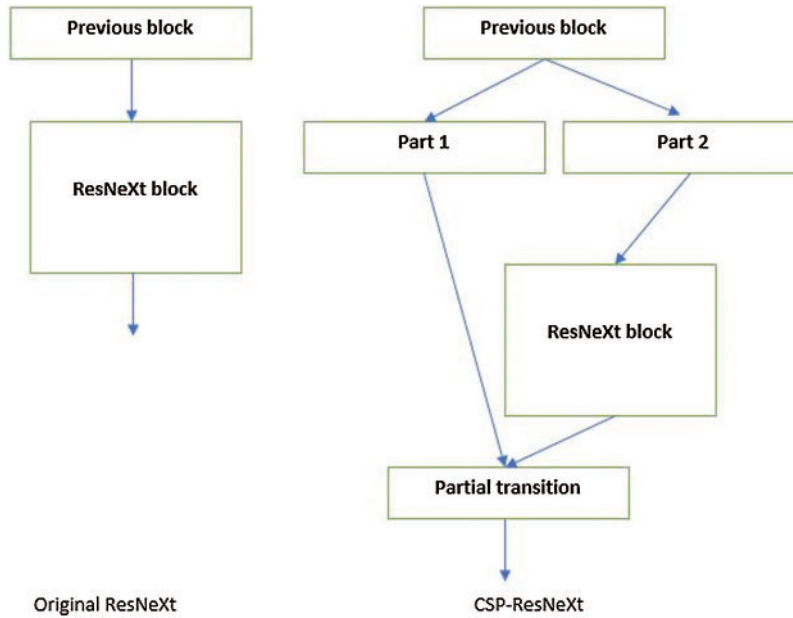 Previous block
ResNeXt block
Original ResNeXt
Previous block
Part 1
Part 2
ResNeXt block
Partial transition
CSP-ResNeXt